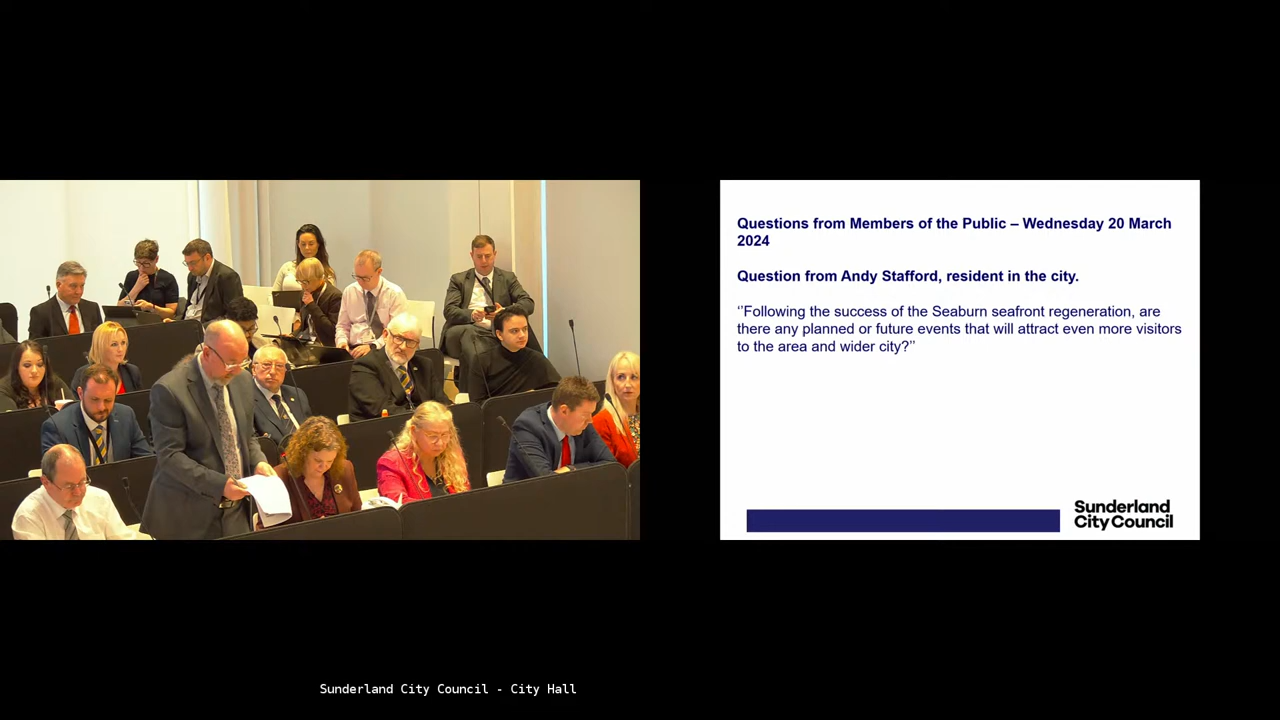 Questions from Members of the Public – Wednesday 20 March
2024
Question from Andy Stafford, resident in the city.
‘’Following the success of the Seaburn seafront regeneration, are
there any planned or future events that will attract even more visitors
to the area and wider city?’’
Sunderland
City Council
Sunderland City Council - City Hall